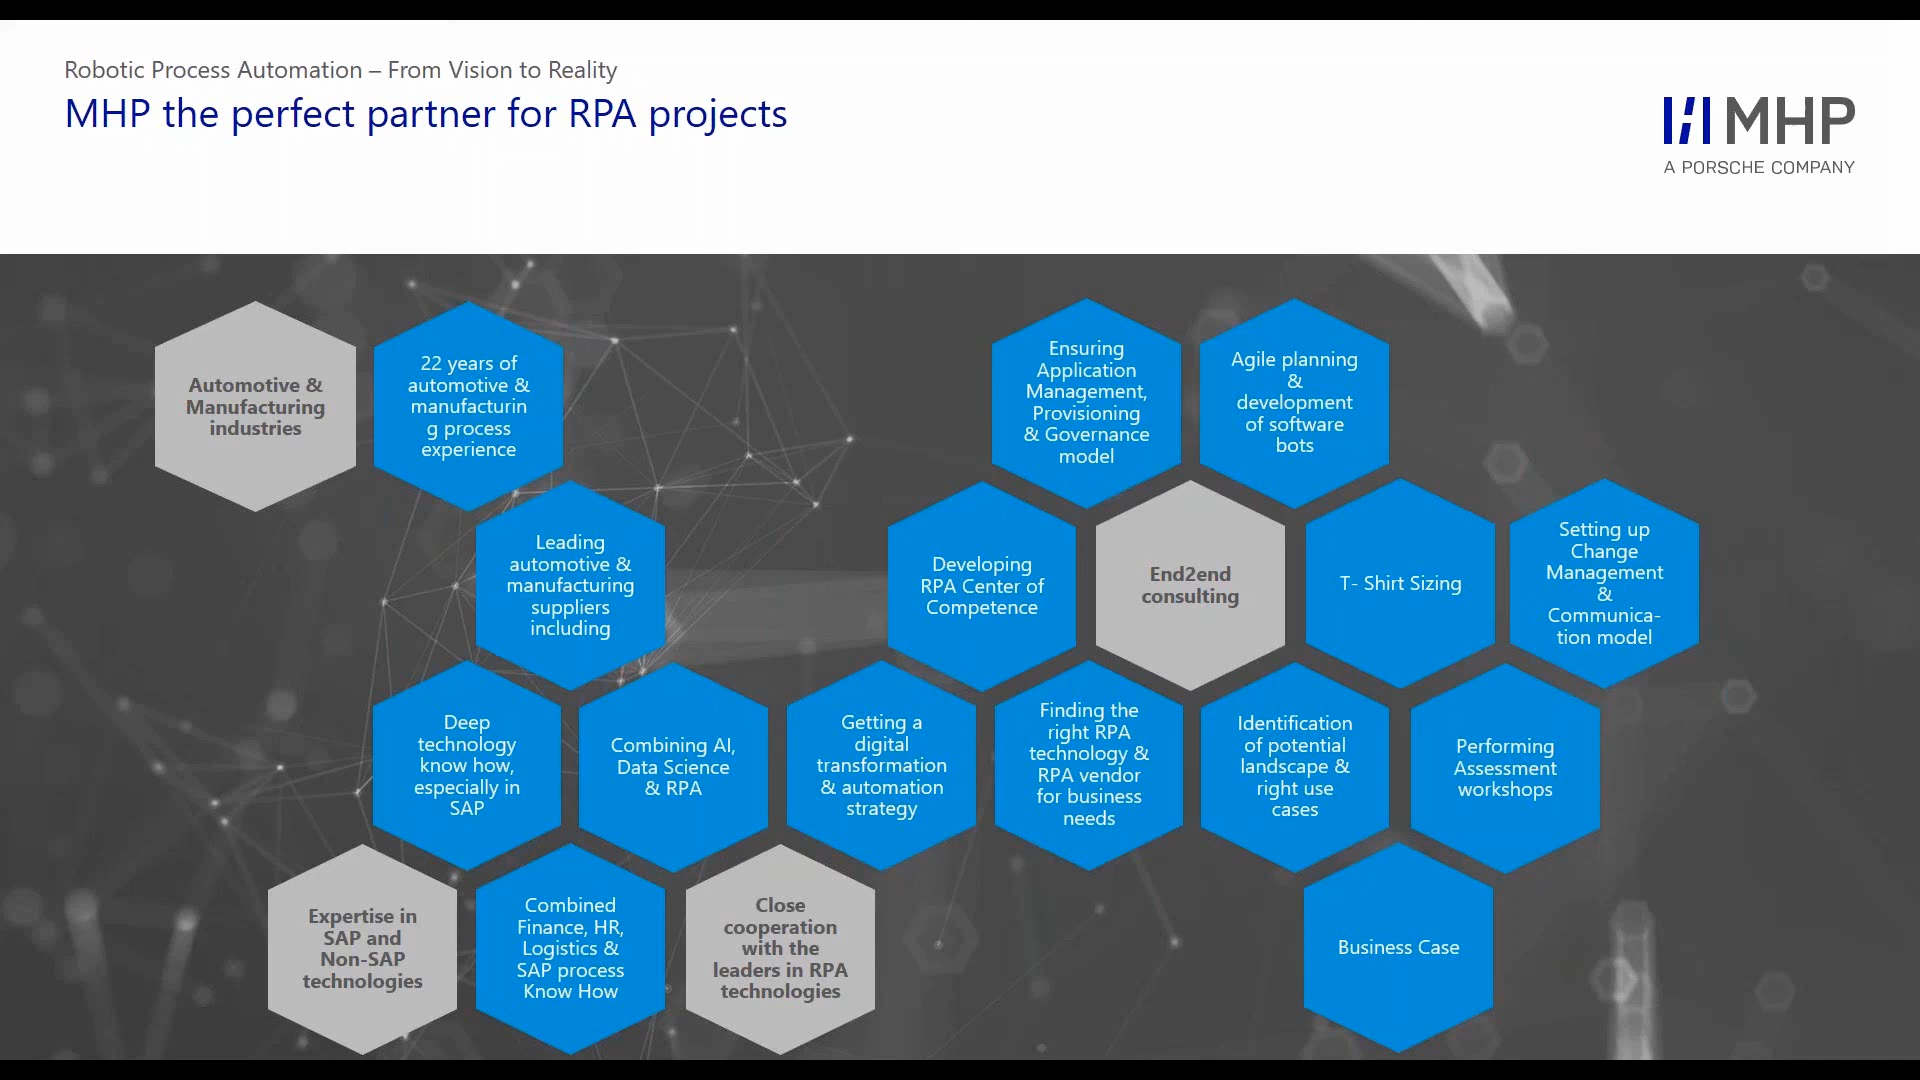 Robotic Process Automation – From Vision to Reality
MHP the perfect partner for RPA projects
MHP
A PORSCHE COMPANY
Automotive &
Manufacturing
industries
22 years of
automotive &
manufacturin
g process
experience
Ensuring
Application
Management,
Provisioning
& Governance
model
Agile planning
&
development
of software
bots
Leading
automotive &
manufacturing
suppliers
including
Developing
RPA Center of
Competence
End2end
consulting
T- Shirt Sizing
Setting up
Change
Management
&
Communica-
tion model
Deep
technology
know how,
especially in
SAP
Combining AI,
Data Science
& RPA
Getting a
digital
transformation
& automation
strategy
Finding the
right RPA
technology &
RPA vendor
for business
needs
Identification
of potential
landscape &
right use
cases
Performing
Assessment
workshops
Expertise in
SAP and
Non-SAP
technologies
Combined
Finance, HR,
Logistics &
SAP process
Know How
Close
cooperation
with the
leaders in RPA
technologies
Business Case